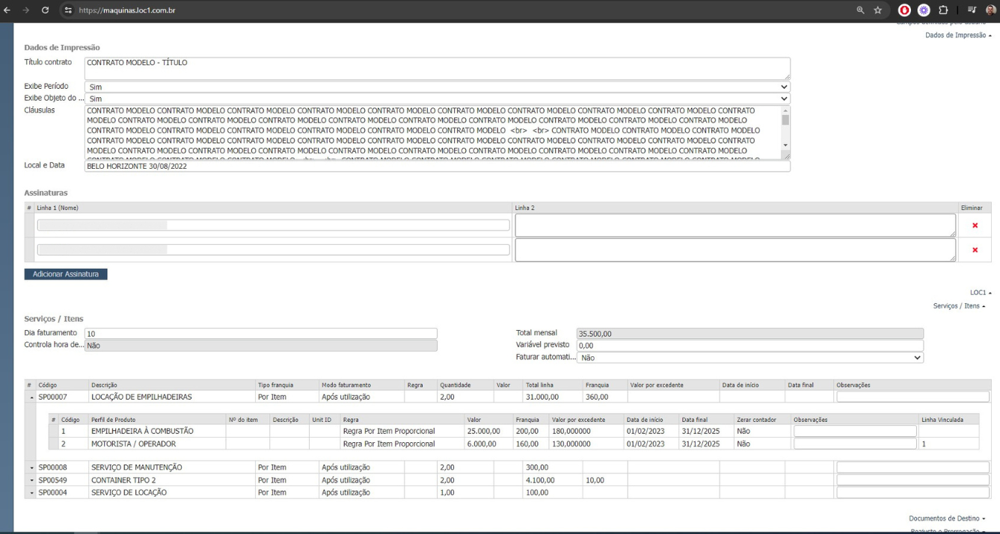 https://maquinas.loc1.com.br
Campos definidos pelo usuário
Dados de Impressão
Dados de Impressão
Título contrato CONTRATO MODELO - TÍTULO
Exibe Período Sim
Exibe Objeto do ... Sim
Cláusulas CONTRATO MODELO CONTRATO MODELO CONTRATO MODELO CONTRATO MODELO CONTRATO MODELO CONTRATO MODELO CONTRATO MODELO CONTRATO MODELO CONTRATO MODELO CONTRATO
MODELO CONTRATO MODELO CONTRATO MODELO CONTRATO MODELO CONTRATO MODELO CONTRATO MODELO CONTRATO MODELO CONTRATO MODELO CONTRATO MODELO CONTRATO MODELO
CONTRATO MODELO CONTRATO MODELO CONTRATO MODELO CONTRATO MODELO CONTRATO MODELO CONTRATO MODELO <br> <br> CONTRATO MODELO CONTRATO MODELO CONTRATO MODELO
CONTRATO MODELO CONTRATO MODELO CONTRATO MODELO CONTRATO MODELO CONTRATO MODELO CONTRATO MODELO CONTRATO MODELO CONTRATO MODELO CONTRATO MODELO CONTRATO
MODELO CONTRATO MODELO CONTRATO MODELO CONTRATO MODELO CONTRATO MODELO CONTRATO MODELO CONTRATO MODELO CONTRATO MODELO CONTRATO MODELO CONTRATO MODELO
Local e Data BELO HORIZONTE 30/08/2022
Assinaturas
# Linha 1 (Nome) Linha 2 Eliminar
Adicionar Assinatura
LOC1
Serviços / Itens
Serviços / Itens
Dia faturamento 10 Total mensal 35.500,00
Controla hora de... Não Variável previsto 0,00
Faturar automati... Não
# Código Descrição Tipo franquia Modo faturamento Regra Quantidade Valor Total linha Franquia Valor por excedente Data de início Data final Observações
SP00007 LOCAÇÃO DE EMPILHADEIRAS Por Item Após utilização 2,00 31.000,00 360,00
# Código Perfil de Produto Nº do item Descrição Unit ID Regra Valor Franquia Valor por excedente Data de início Data final Zerar contador Observações Linha Vinculada
1 EMPILHADEIRA À COMBUSTÃO Regra Por Item Proporcional 25.000,00 200,00 180,000000 01/02/2023 31/12/2025 Não
2 MOTORISTA / OPERADOR Regra Por Item Proporcional 6.000,00 160,00 130,000000 01/02/2023 31/12/2025 Não 1
SP00008 SERVIÇO DE MANUTENÇÃO Por Item Após utilização 2,00 300,00
SP00549 CONTAINER TIPO 2 Por Item Após utilização 2,00 4.100,00 10,00
SP00004 SERVIÇO DE LOCAÇÃO Por Item Após utilização 1,00 100,00
Documentos de Destino
Reajuste e Prorrogação